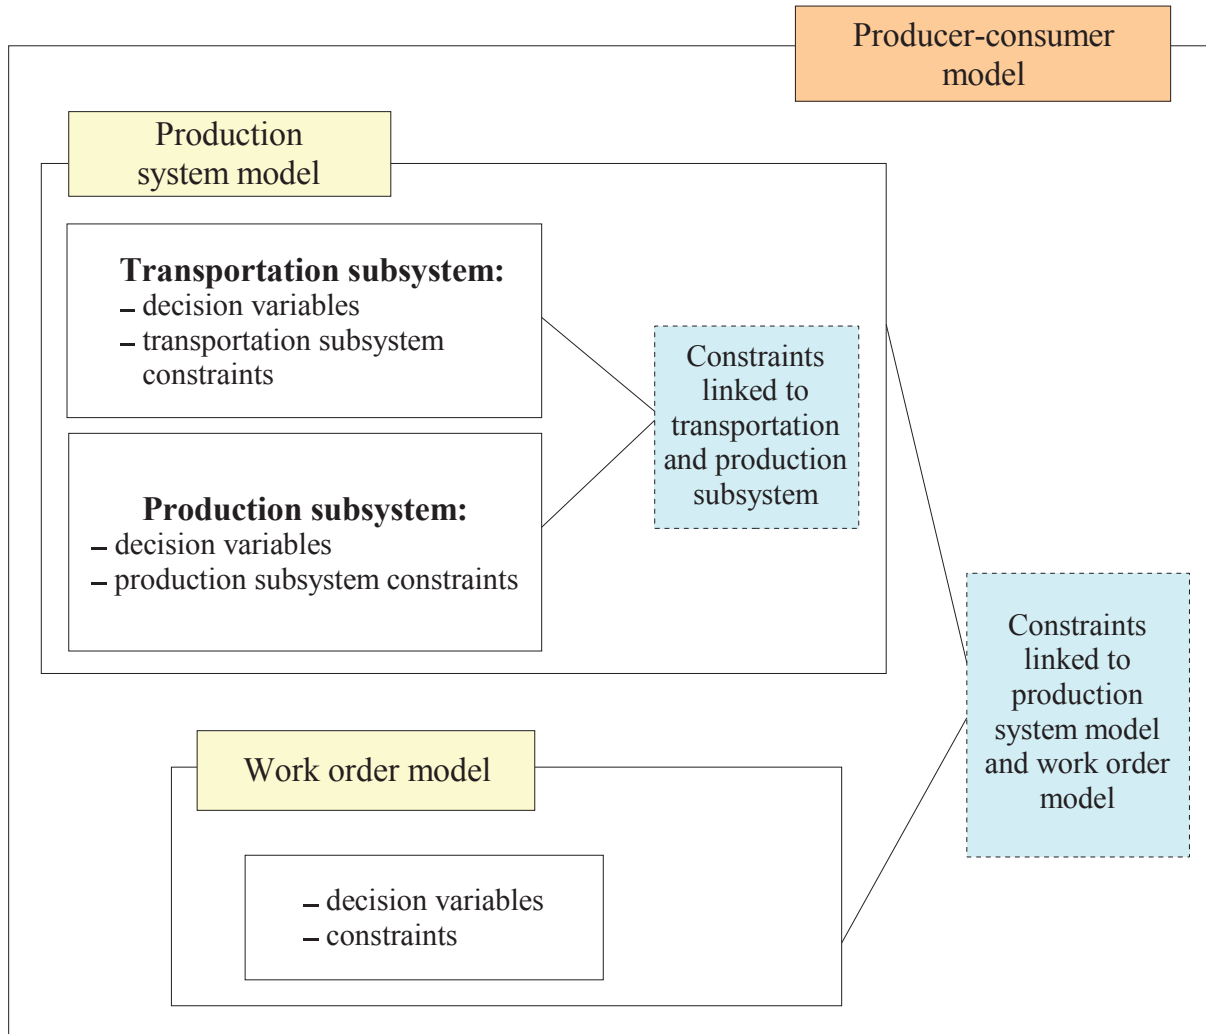 Producer-consumer
model
Production
system model
Transportation subsystem:
– decision variables
– transportation subsystem
constraints
Constraints
linked to
transportation
and production
subsystem
Production subsystem:
– decision variables
– production subsystem constraints
Constraints
linked to
production
system model
and work order
model
Work order model
– decision variables
– constraints